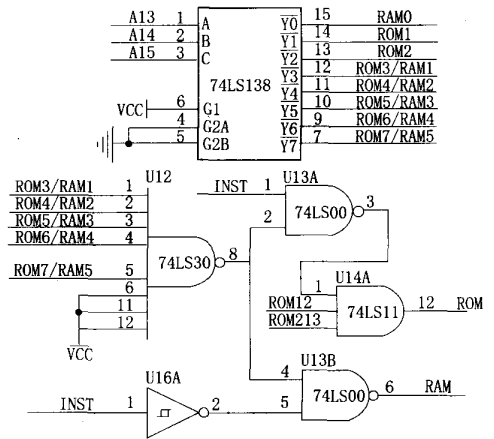 A13 1 A Y0 15 RAM0
A14 2 B Y1 14 ROM1
A15 3 C Y2 13 ROM2
Y3 12 ROM3/RAM1
74LS138
Y4 11 ROM4/RAM2
VCC 6 G1 Y5 10 ROM5/RAM3
4 G2A Y6 9 ROM6/RAM4
5 G2B Y7 7 ROM7/RAM5
U12
ROM3/RAM1 1
ROM4/RAM2 2
ROM5/RAM3 3
ROM6/RAM4 4
74LS30 8
ROM7/RAM5 5
6
11
12
VCC
INST 1 U13A
2 74LS00 3
1 U14A
ROM12 74LS11 12 ROM
ROM213
U16A
INST 1 2
U13B
4 74LS00 6 RAM
5